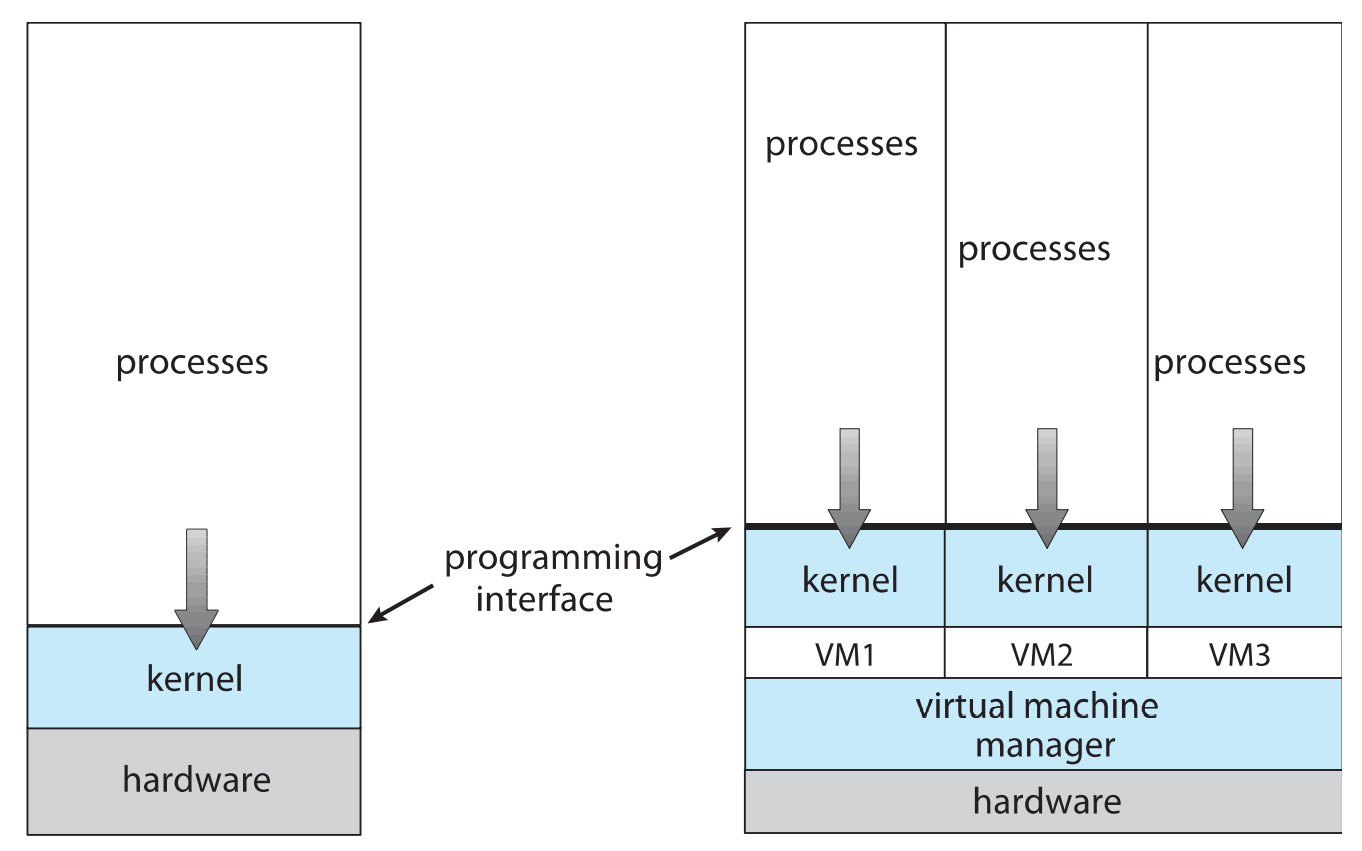 processes
kernel
hardware
programming
interface
processes
processes
processes
kernel
kernel
kernel
VM1
VM2
VM3
virtual machine
manager
hardware